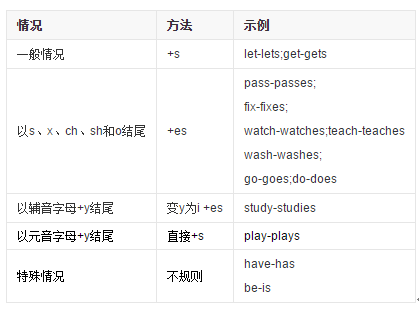 情况 方法 示例
一般情况 +s let-lets;get-gets
以s、x、ch、sh和o结尾 +es pass-passes;
fix-fixes;
watch-watches;teach-teaches
wash-washes;
go-goes;do-does
以辅音字母+y结尾 变y为i +es study-studies
以元音字母+y结尾 直接+s play-plays
特殊情况 不规则 have-has
be-is